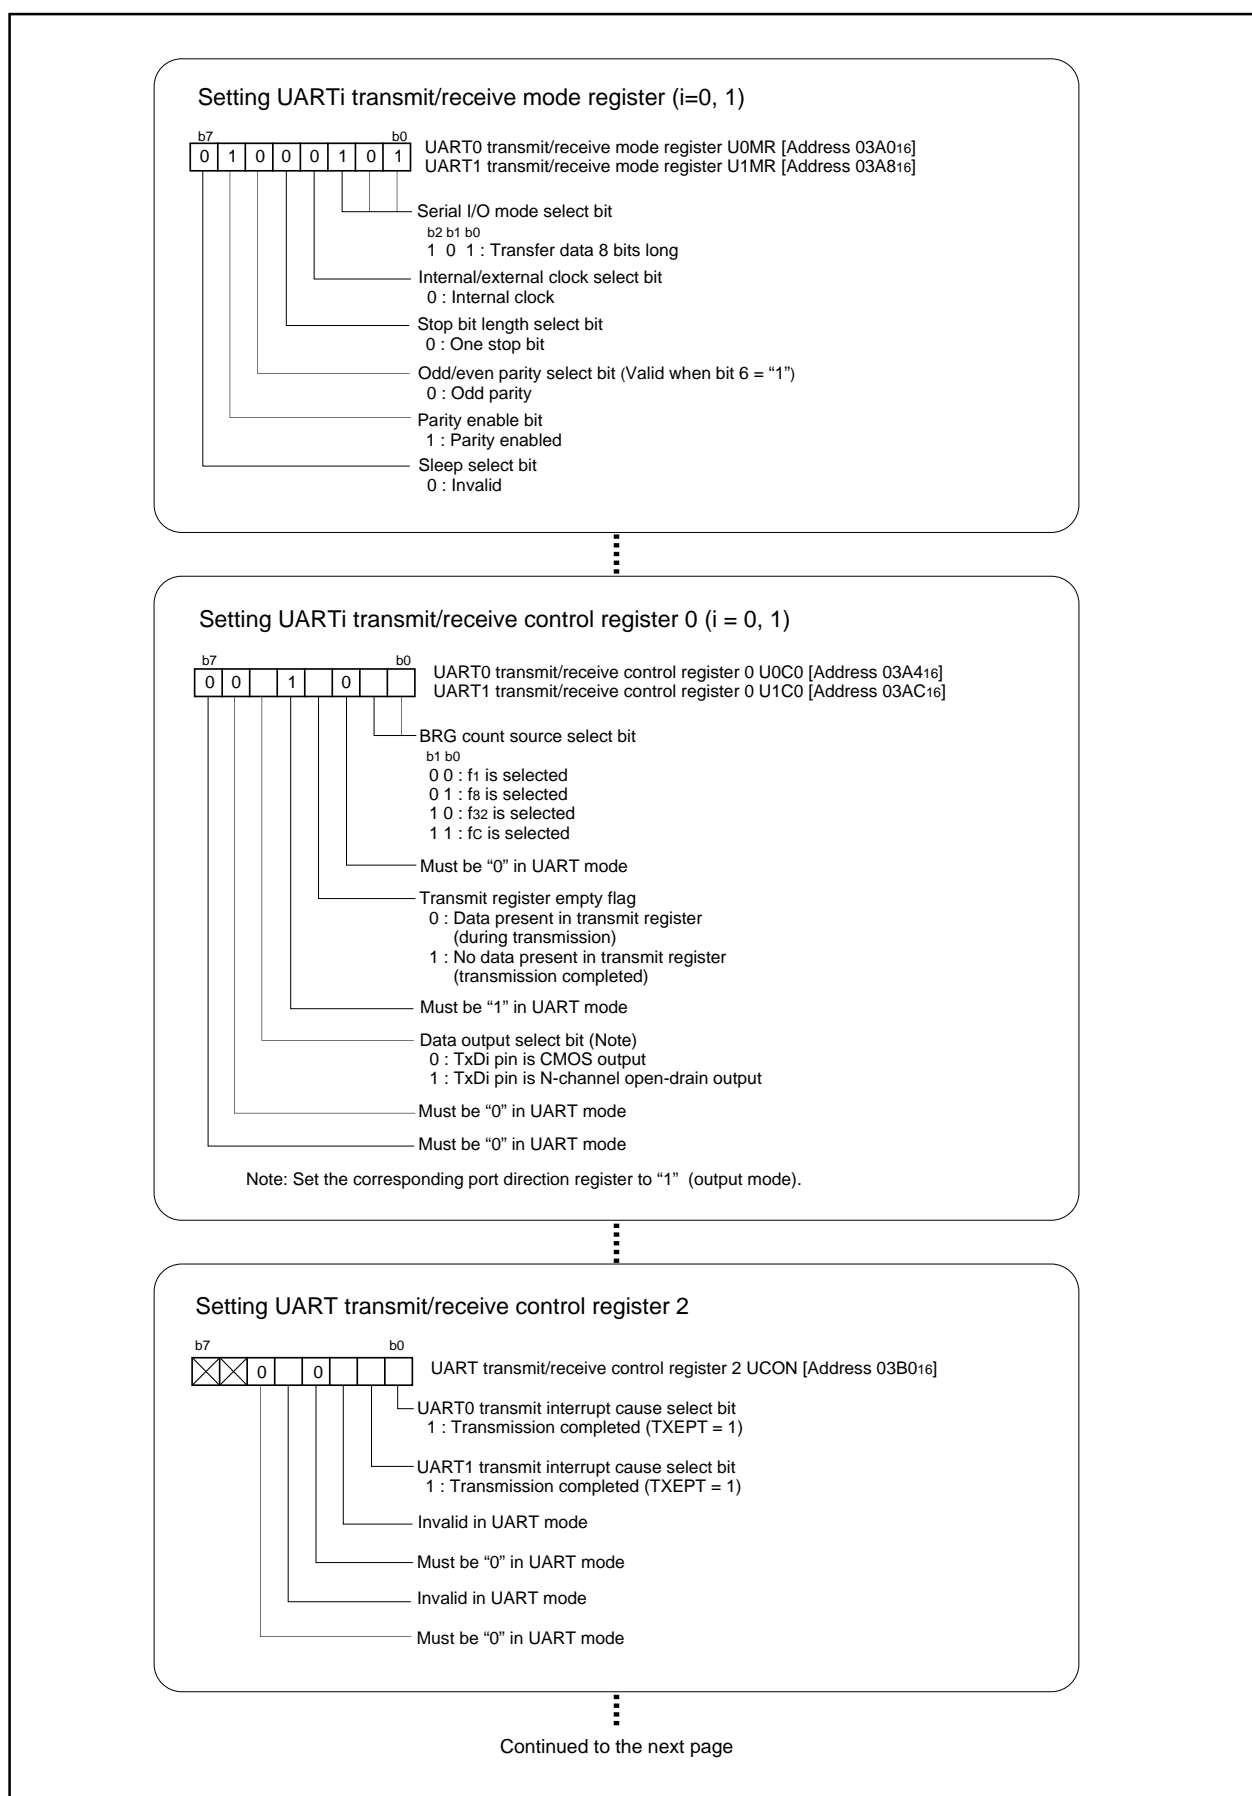 Setting UARTi transmit/receive mode register (i=0, 1)
b7 b0
0 1 0 0 0 1 0 1
UART0 transmit/receive mode register U0MR [Address 03A016]
UART1 transmit/receive mode register U1MR [Address 03A816]
Serial I/O mode select bit
b2 b1 b0
1 0 1 : Transfer data 8 bits long
Internal/external clock select bit
0 : Internal clock
Stop bit length select bit
0 : One stop bit
Odd/even parity select bit (Valid when bit 6 = “1”)
0 : Odd parity
Parity enable bit
1 : Parity enabled
Sleep select bit
0 : Invalid
Setting UARTi transmit/receive control register 0 (i = 0, 1)
b7 b0
0 0 1 0
UART0 transmit/receive control register 0 U0C0 [Address 03A416]
UART1 transmit/receive control register 0 U1C0 [Address 03AC16]
BRG count source select bit
b1 b0
0 0 : f1 is selected
0 1 : f8 is selected
1 0 : f32 is selected
1 1 : fC is selected
Must be “0” in UART mode
Transmit register empty flag
0 : Data present in transmit register
(during transmission)
1 : No data present in transmit register
(transmission completed)
Must be “1” in UART mode
Data output select bit (Note)
0 : TxDi pin is CMOS output
1 : TxDi pin is N-channel open-drain output
Must be “0” in UART mode
Must be “0” in UART mode
Note: Set the corresponding port direction register to “1” (output mode).
Setting UART transmit/receive control register 2
b7 b0
0 0
UART transmit/receive control register 2 UCON [Address 03B016]
UART0 transmit interrupt cause select bit
1 : Transmission completed (TXEPT = 1)
UART1 transmit interrupt cause select bit
1 : Transmission completed (TXEPT = 1)
Invalid in UART mode
Must be “0” in UART mode
Invalid in UART mode
Must be “0” in UART mode
Continued to the next page